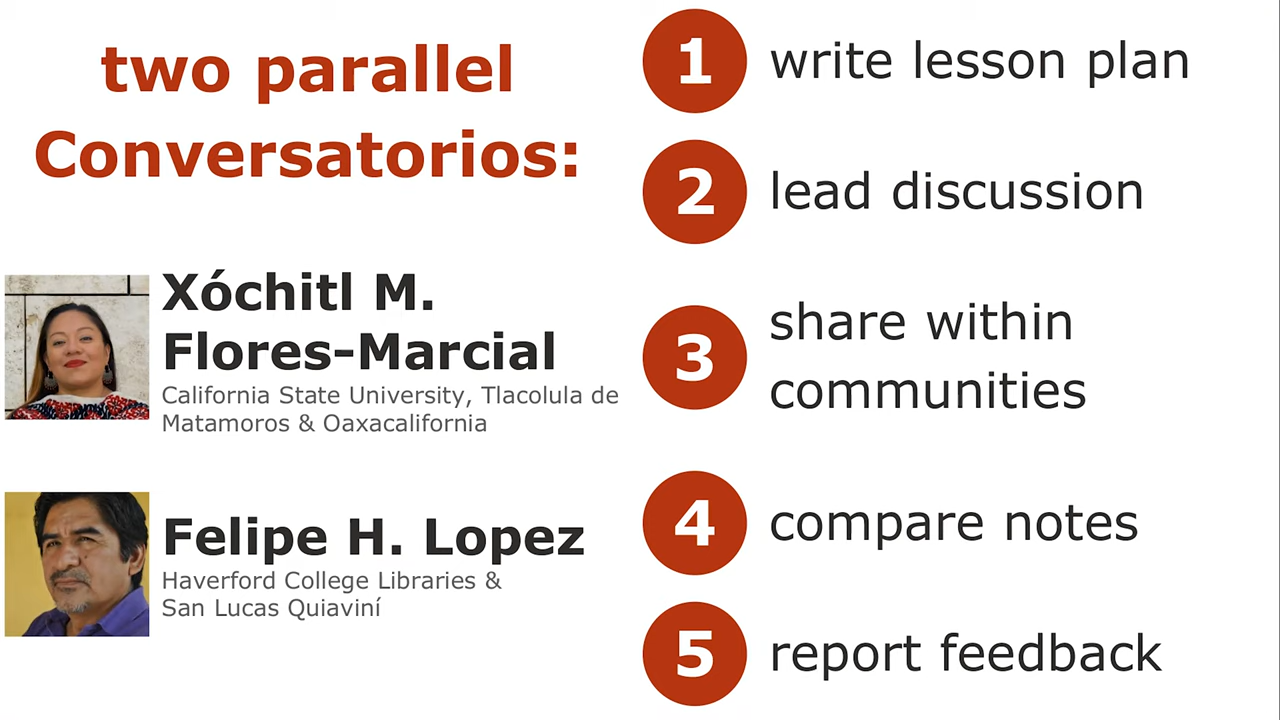 two parallel
Conversatorios:
Xóchitl M.
Flores-Marcial
California State University, Tlacolula de
Matamoros & Oaxacalifornia
Felipe H. Lopez
Haverford College Libraries &
San Lucas Quiaviní
1 write lesson plan
2 lead discussion
3 share within
communities
4 compare notes
5 report feedback